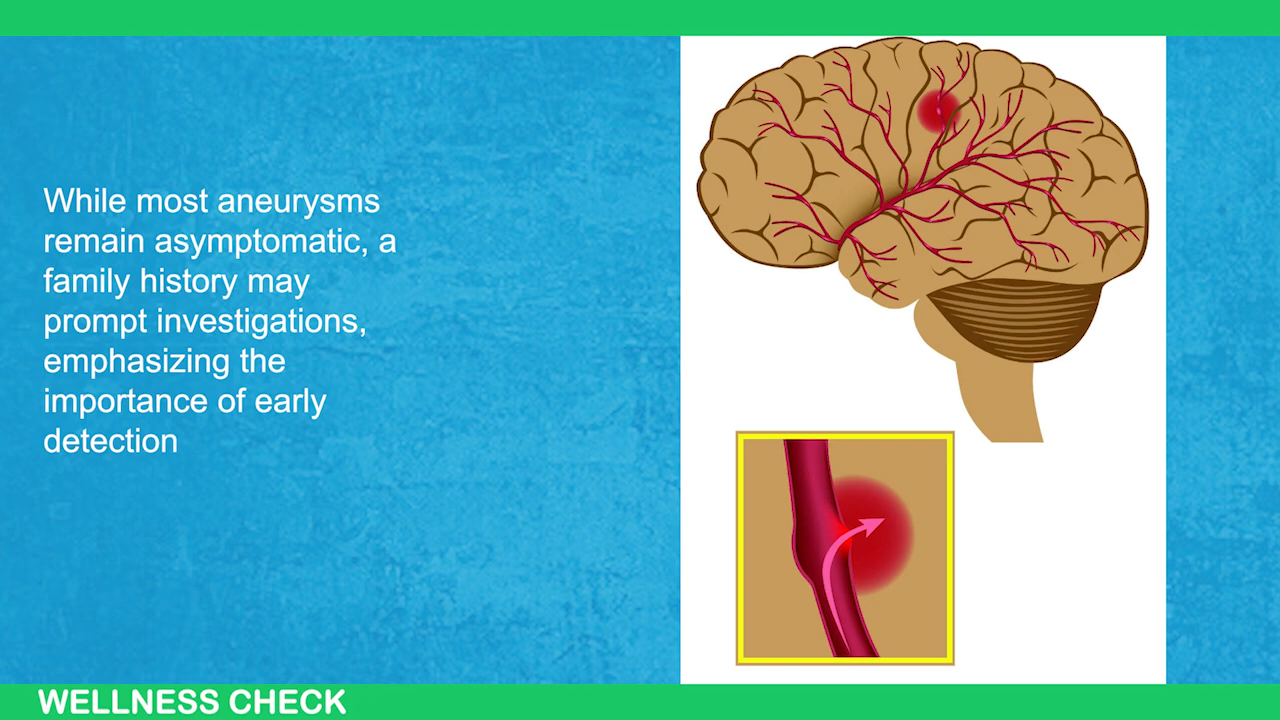 While most aneurysms
remain asymptomatic, a
family history may
prompt investigations,
emphasizing the
importance of early
detection
WELLNESS CHECK